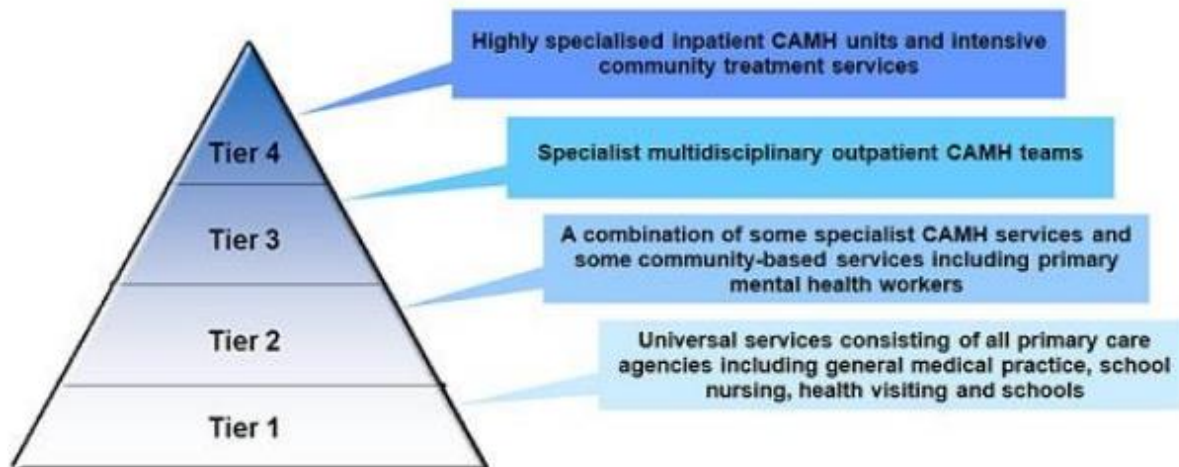 Highly specialised inpatient CAMH units and intensive
community treatment services
Tier 4
Specialist multidisciplinary outpatient CAMH teams
Tier 3
A combination of some specialist CAMH services and
some community-based services including primary
mental health workers
Tier 2
Universal services consisting of all primary care
agencies including general medical practice, school
nursing, health visiting and schools
Tier 1